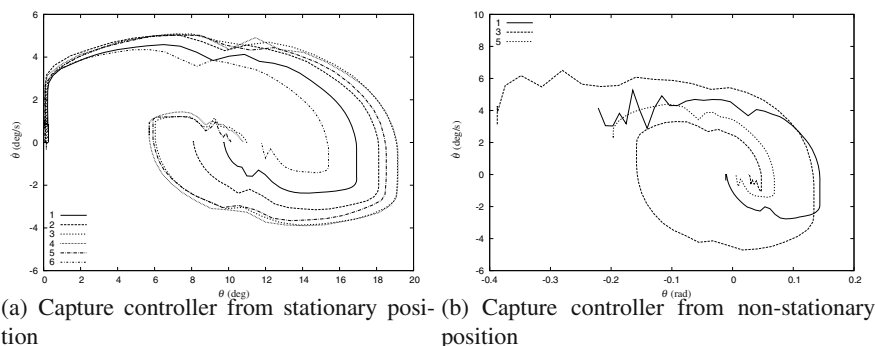 6
4
2
0
-2
-4
-6
θ̇ (deg/s)
1
2
3
4
5
6
0 2 4 6 8 10 12 14 16 18 20
θ (deg)
10
8
6
4
2
0
-2
-4
-6
θ̇ (deg/s)
1
3
5
-0.4 -0.3 -0.2 -0.1 0 0.1 0.2
θ (rad)
(a) Capture controller from stationary posi-
tion
(b) Capture controller from non-stationary
position